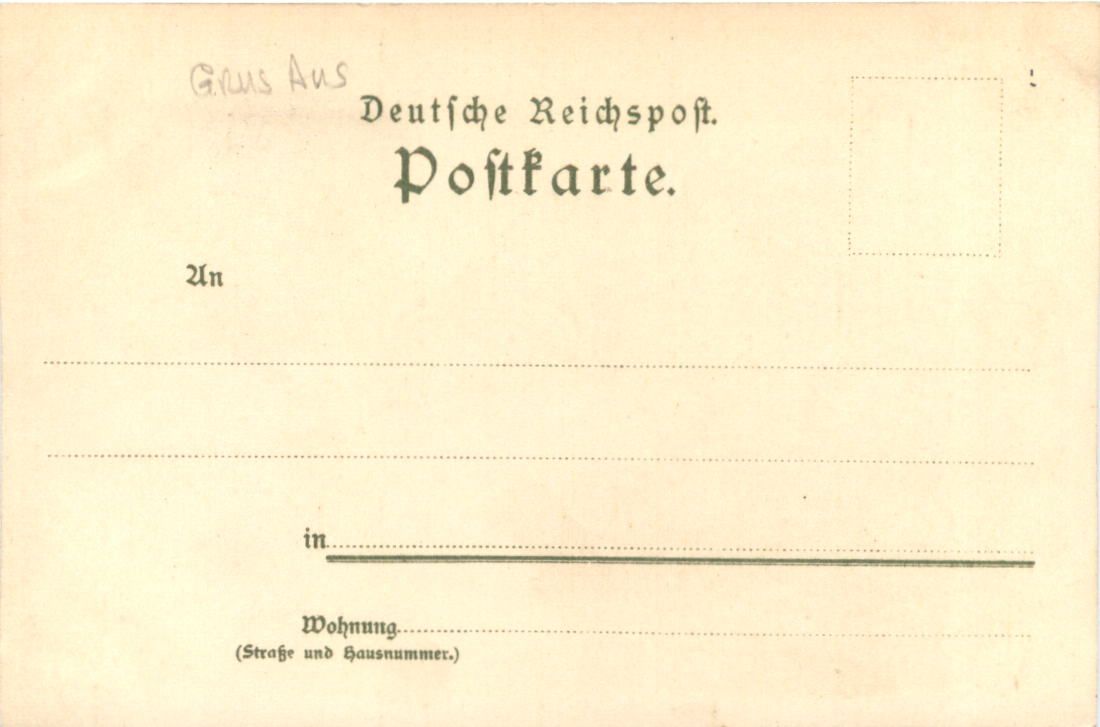 Grus Aus
Deutsche Reichspost.
Postkarte.
An
in
Wohnung
(Straße und Hausnummer.)